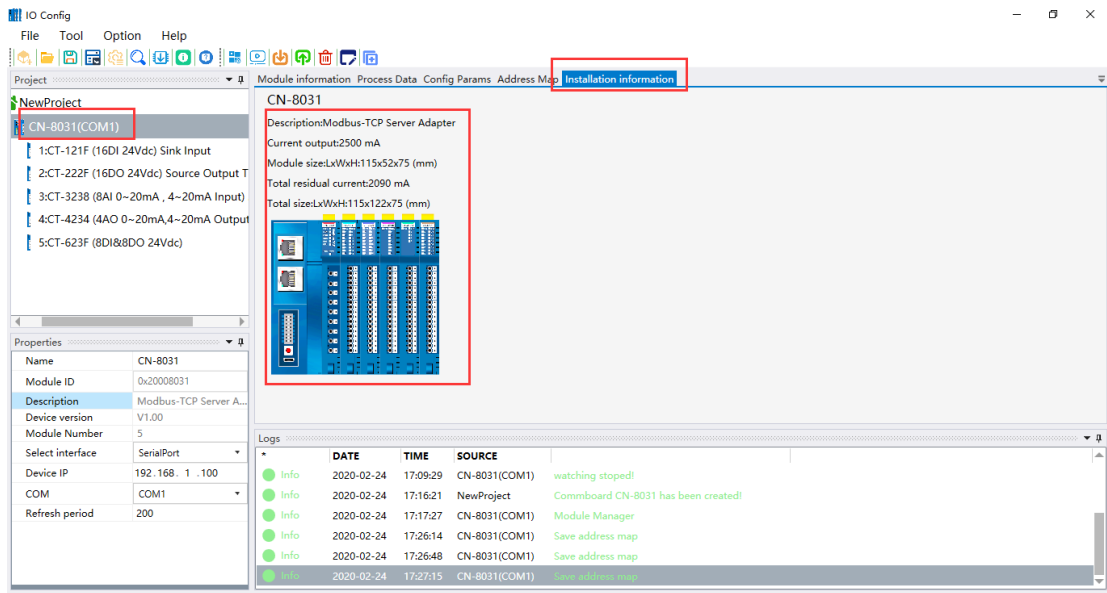 IO Config
File Tool Option Help
Project
NewProject
CN-8031(COM1)
1:CT-121F (16DI 24Vdc) Sink Input
2:CT-222F (16DO 24Vdc) Source Output T
3:CT-3238 (8AI 0~20mA , 4~20mA Input)
4:CT-4234 (4AO 0~20mA,4~20mA Output
5:CT-623F (8DI&8DO 24Vdc)
Module information Process Data Config Params Address Map Installation information
CN-8031
Description:Modbus-TCP Server Adapter
Current output:2500 mA
Module size:LxWxH:115x52x75 (mm)
Total residual current:2090 mA
Total size:LxWxH:115x122x75 (mm)
Properties
Name CN-8031
Module ID 0x20008031
Description Modbus-TCP Server A...
Device version V1.00
Module Number 5
Select interface SerialPort
Device IP 192.168. 1 .100
COM COM1
Refresh period 200
Logs
* DATE TIME SOURCE
Info 2020-02-24 17:09:29 CN-8031(COM1) watching stoped!
Info 2020-02-24 17:16:21 NewProject Commboard CN-8031 has been created!
Info 2020-02-24 17:17:27 CN-8031(COM1) Module Manager
Info 2020-02-24 17:26:14 CN-8031(COM1) Save address map
Info 2020-02-24 17:26:48 CN-8031(COM1) Save address map
Info 2020-02-24 17:27:15 CN-8031(COM1) Save address map